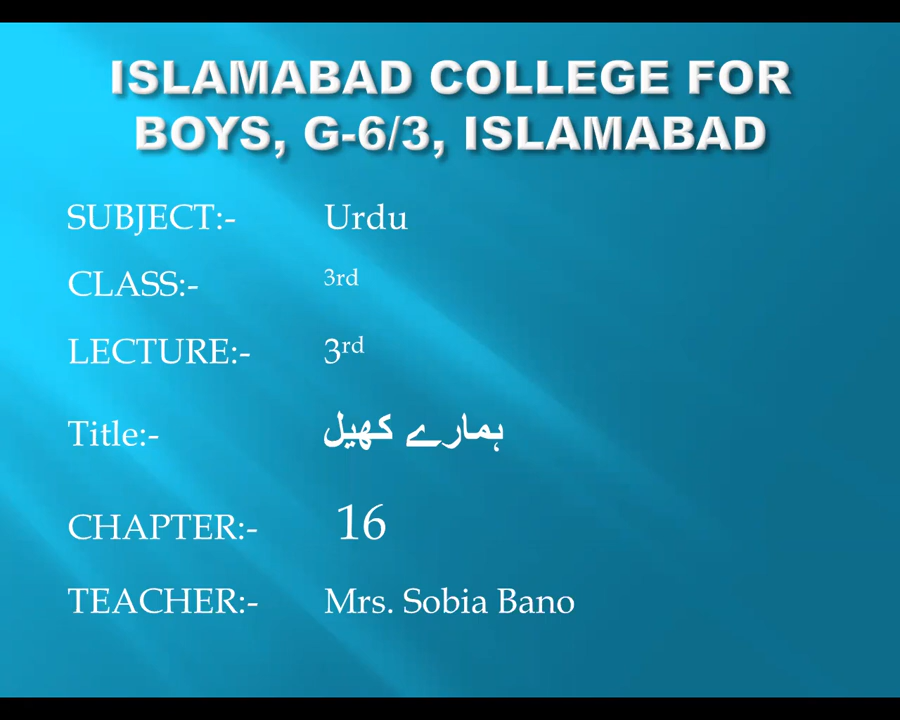 ISLAMABAD COLLEGE FOR
BOYS, G-6/3, ISLAMABAD
SUBJECT:- Urdu
CLASS:- 3rd
LECTURE:- 3rd
Title:- ہمارے کھیل
CHAPTER:- 16
TEACHER:- Mrs. Sobia Bano